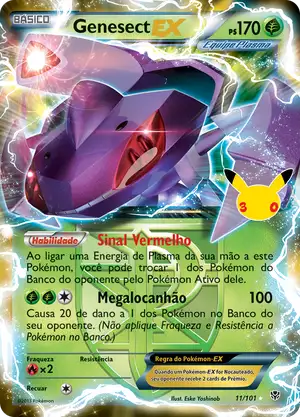 BÁSICO
Genesect EX
PS170
Equipe Plasma
30
Habilidade
Sinal Vermelho
Ao ligar uma Energia de Plasma da sua mão a este
Pokémon, você pode trocar 1 dos Pokémon do
Banco do oponente pelo Pokémon Ativo dele.
Megalocanhão 100
Causa 20 de dano a 1 dos Pokémon no Banco do
seu oponente. (Não aplique Fraqueza e Resistência a
Pokémon no Banco.)
Fraqueza
×2
Resistência
Recuar
Regra do Pokémon-EX
Quando um Pokémon-EX for Nocauteado,
seu oponente recebe 2 cartas de Prêmio.
©2013 Pokémon
Ilust. Eske Yoshinob
11/101